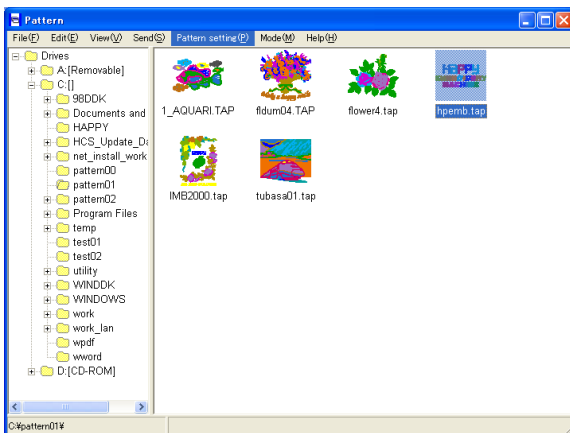 Pattern
File(F) Edit(E) View(V) Send(S) Pattern setting(P) Mode(M) Help(H)
Drives
A:[Removable]
C:[]
98DDK
Documents and
HAPPY
HCS_Update_Da
net_install_work
pattern00
pattern01
pattern02
Program Files
temp
test01
test02
utility
WINDDK
WINDOWS
work
work_lan
wpdf
wword
D:[CD-ROM]
1_AQUARI.TAP fldum04.TAP flower4.tap hpemb.tap
IMB2000.tap tubasa01.tap
HAPPY
C:¥pattern01¥